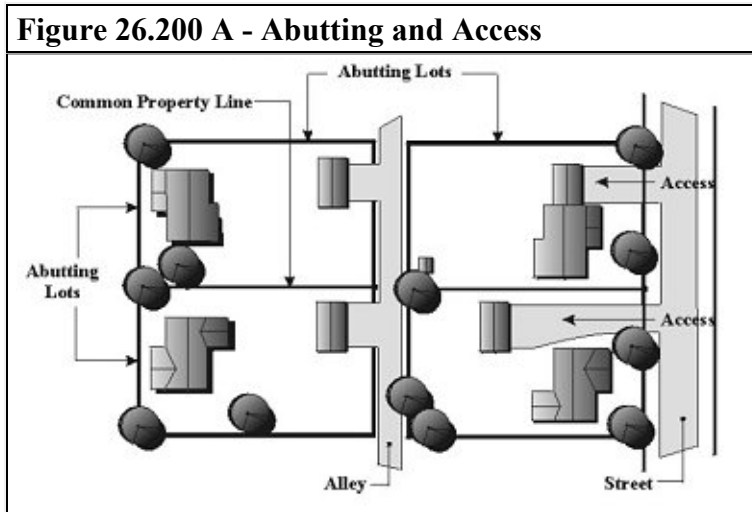 Figure 26.200 A - Abutting and Access
Abutting Lots
Common Property Line
Access
Abutting
Lots
Access
Alley
Street